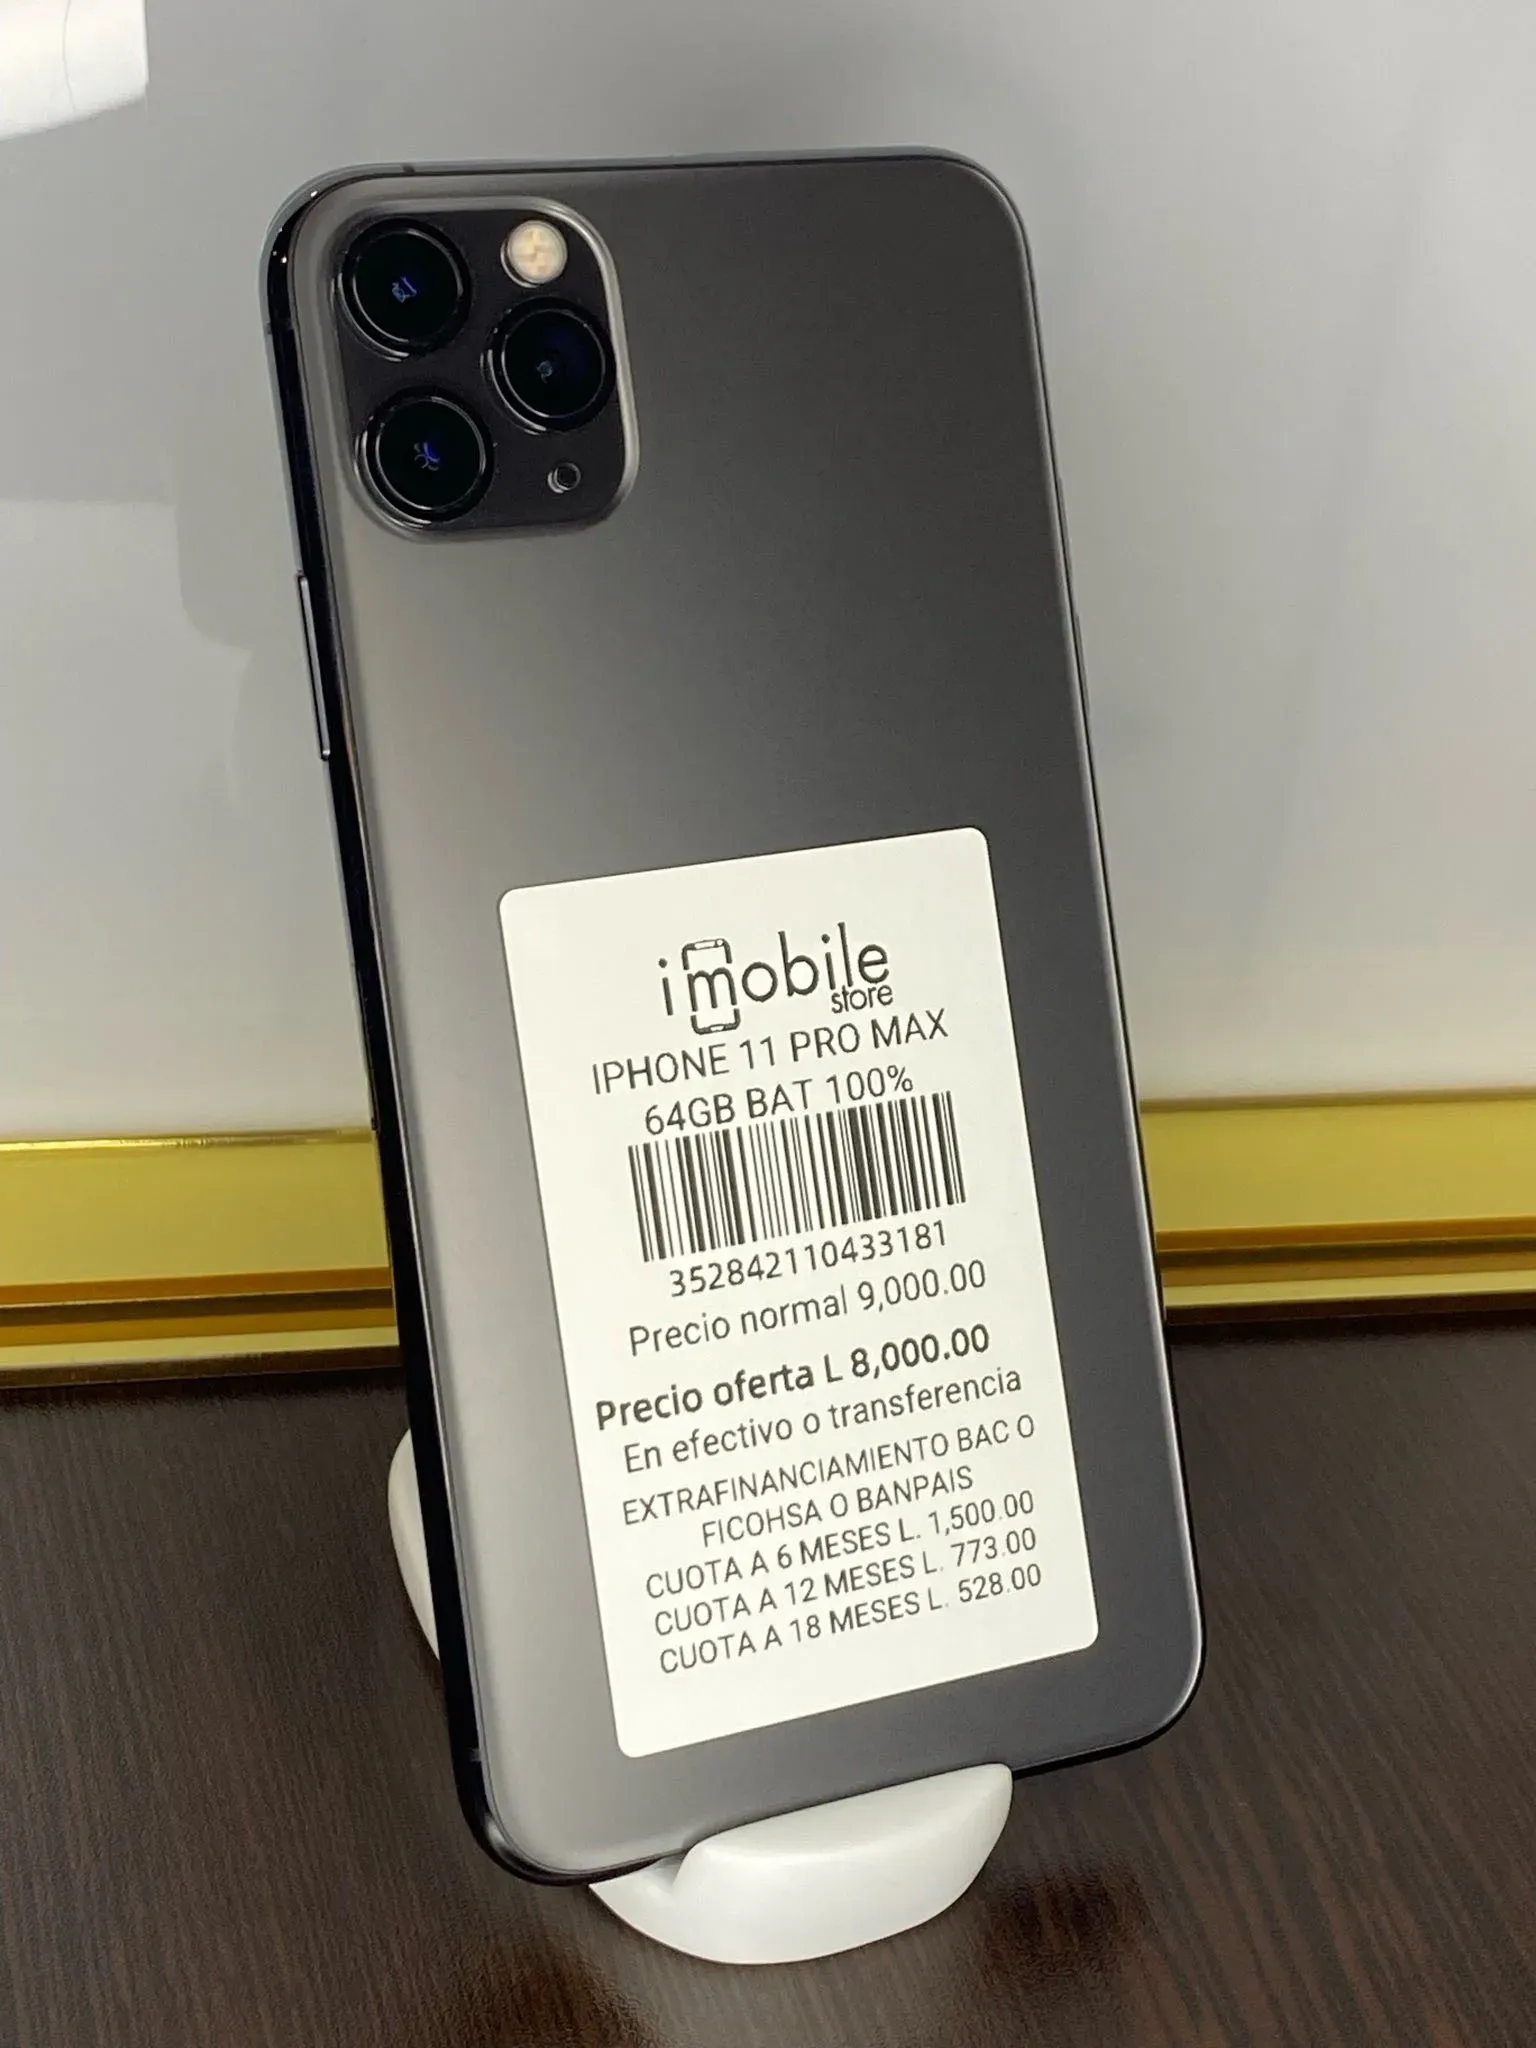 imobile
store
IPHONE 11 PRO MAX
64GB BAT 100%
352842110433181
Precio normal 9,000.00
Precio oferta L 8,000.00
En efectivo o transferencia
EXTRAFINANCIAMIENTO BAC O
FICOHSA O BANPAIS
CUOTA A 6 MESES L. 1,500.00
CUOTA A 12 MESES L. 773.00
CUOTA A 18 MESES L. 528.00